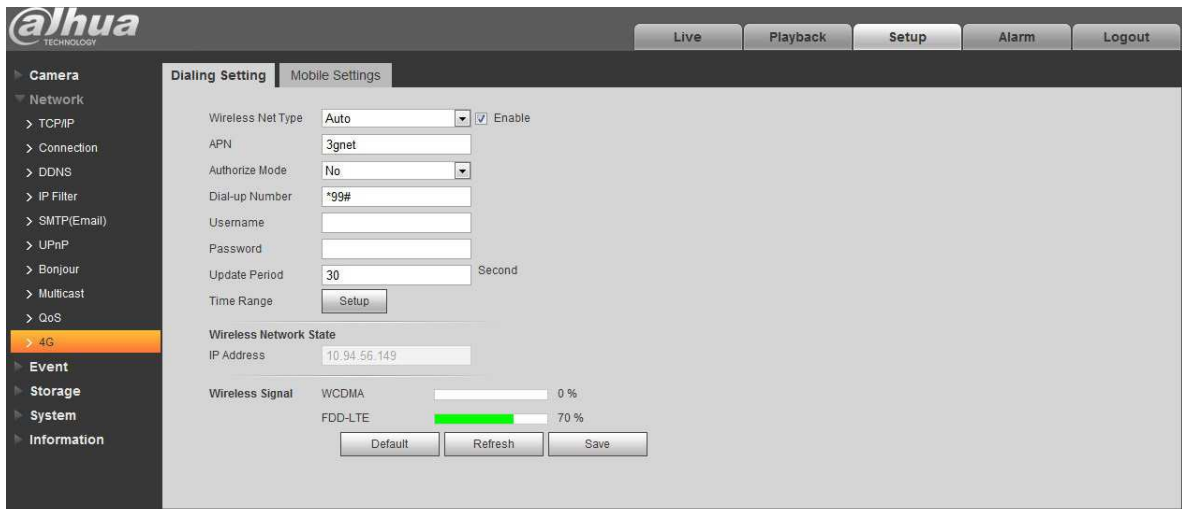 alhua
TECHNOLOGY
Live Playback Setup Alarm Logout
Camera
Network
> TCP/IP
> Connection
> DDNS
> IP Filter
> SMTP(Email)
> UPnP
> Bonjour
> Multicast
> QoS
> 4G
Event
Storage
System
Information
Dialing Setting Mobile Settings
Wireless Net Type Auto Enable
APN 3gnet
Authorize Mode No
Dial-up Number *99#
Username
Password
Update Period 30 Second
Time Range Setup
Wireless Network State
IP Address 10.94.56.149
Wireless Signal WCDMA 0 %
FDD-LTE 70 %
Default Refresh Save